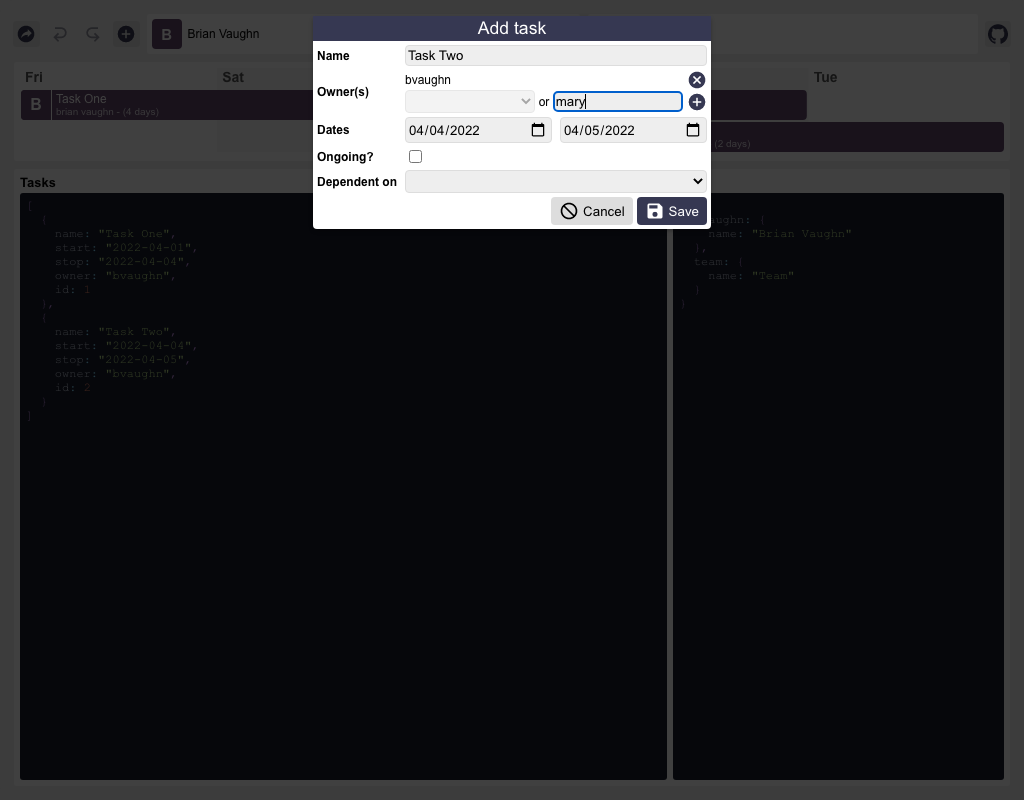 B Brian Vaughn
Add task
Name Task Two
Owner(s) bvaughn
or mary
Dates 04/04/2022 04/05/2022
Ongoing?
Dependent on
Cancel Save
Fri Sat Tue
B Task One
brian vaughn - (4 days)
(2 days)
Tasks
[
{
name: "Task One",
start: "2022-04-01",
stop: "2022-04-04",
owner: "bvaughn",
id: 1
},
{
name: "Task Two",
start: "2022-04-04",
stop: "2022-04-05",
owner: "bvaughn",
id: 2
}
]
name: "Brian Vaughn"
},
team: {
name: "Team"
}
}